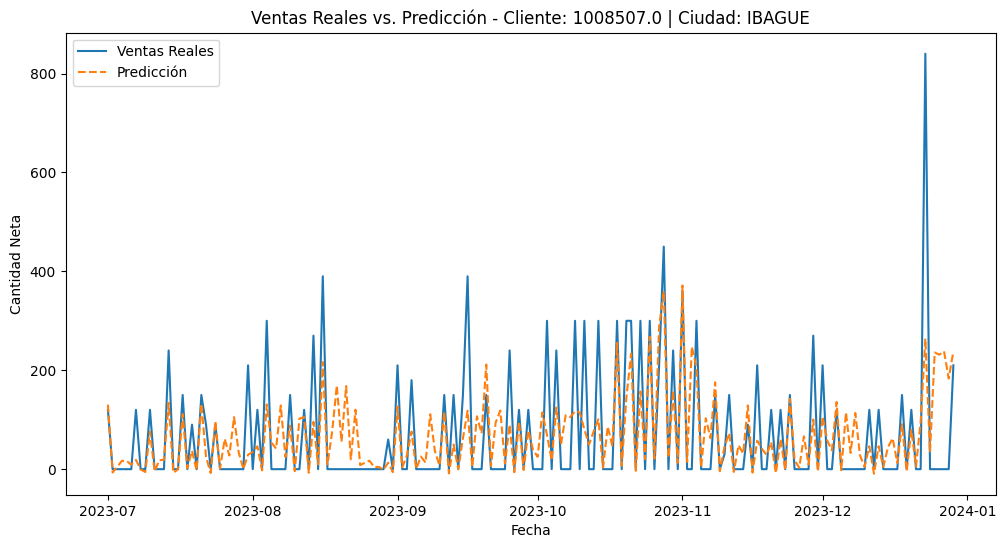 Ventas Reales vs. Predicción - Cliente: 1008507.0 | Ciudad: IBAGUE
Ventas Reales
Predicción
Cantidad Neta
800
600
400
200
0
2023-07
2023-08
2023-09
2023-10
2023-11
2023-12
2024-01
Fecha